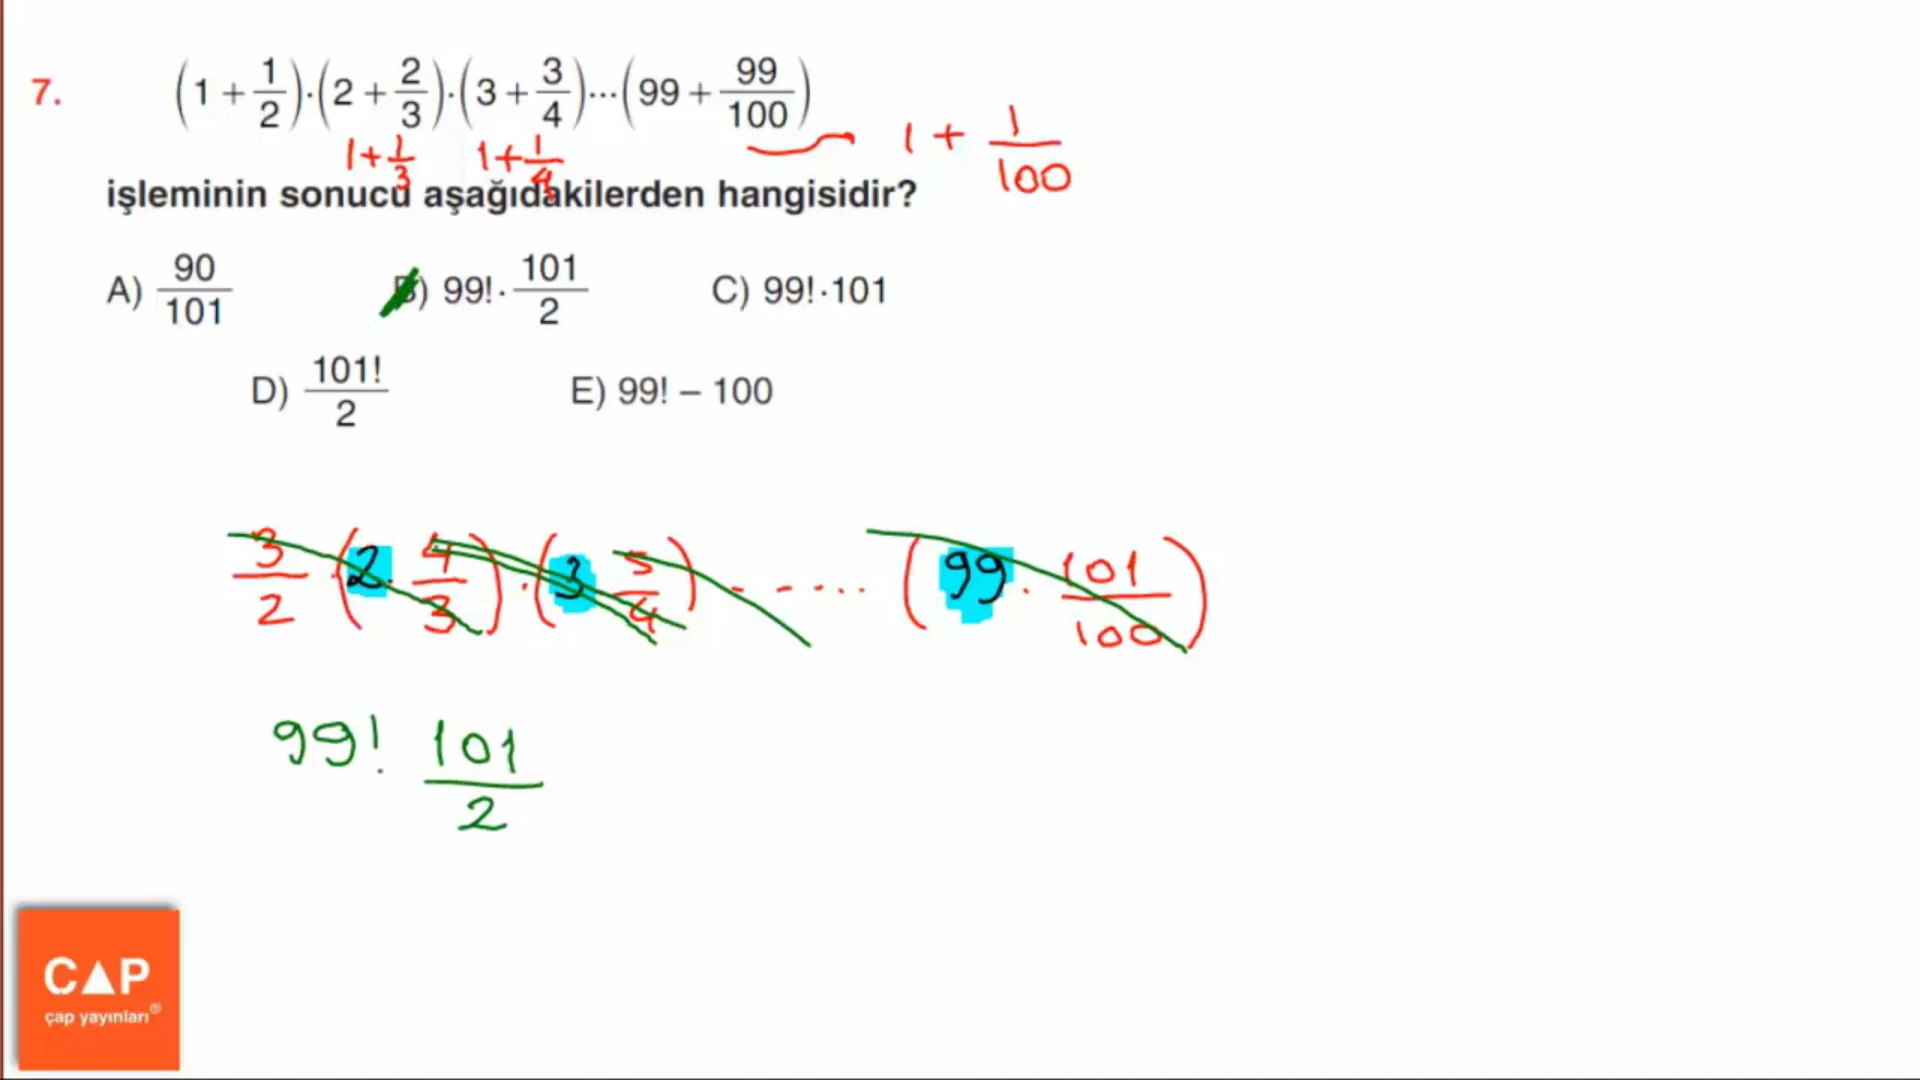 7. (1 + 1/2)·(2 + 2/3)·(3 + 3/4)···(99 + 99/100)
1 + 1/3 1 + 1/4 1 + 1/100
işleminin sonucu aşağıdakilerden hangisidir?
A) 90/101 B) 99!·101/2 C) 99!·101
D) 101!/2 E) 99! – 100
3/2 · (2 · 4/3) · (3 5/4) - - - .... (99 · 101/100)
99! 101/2
CAP
çap yayınları®